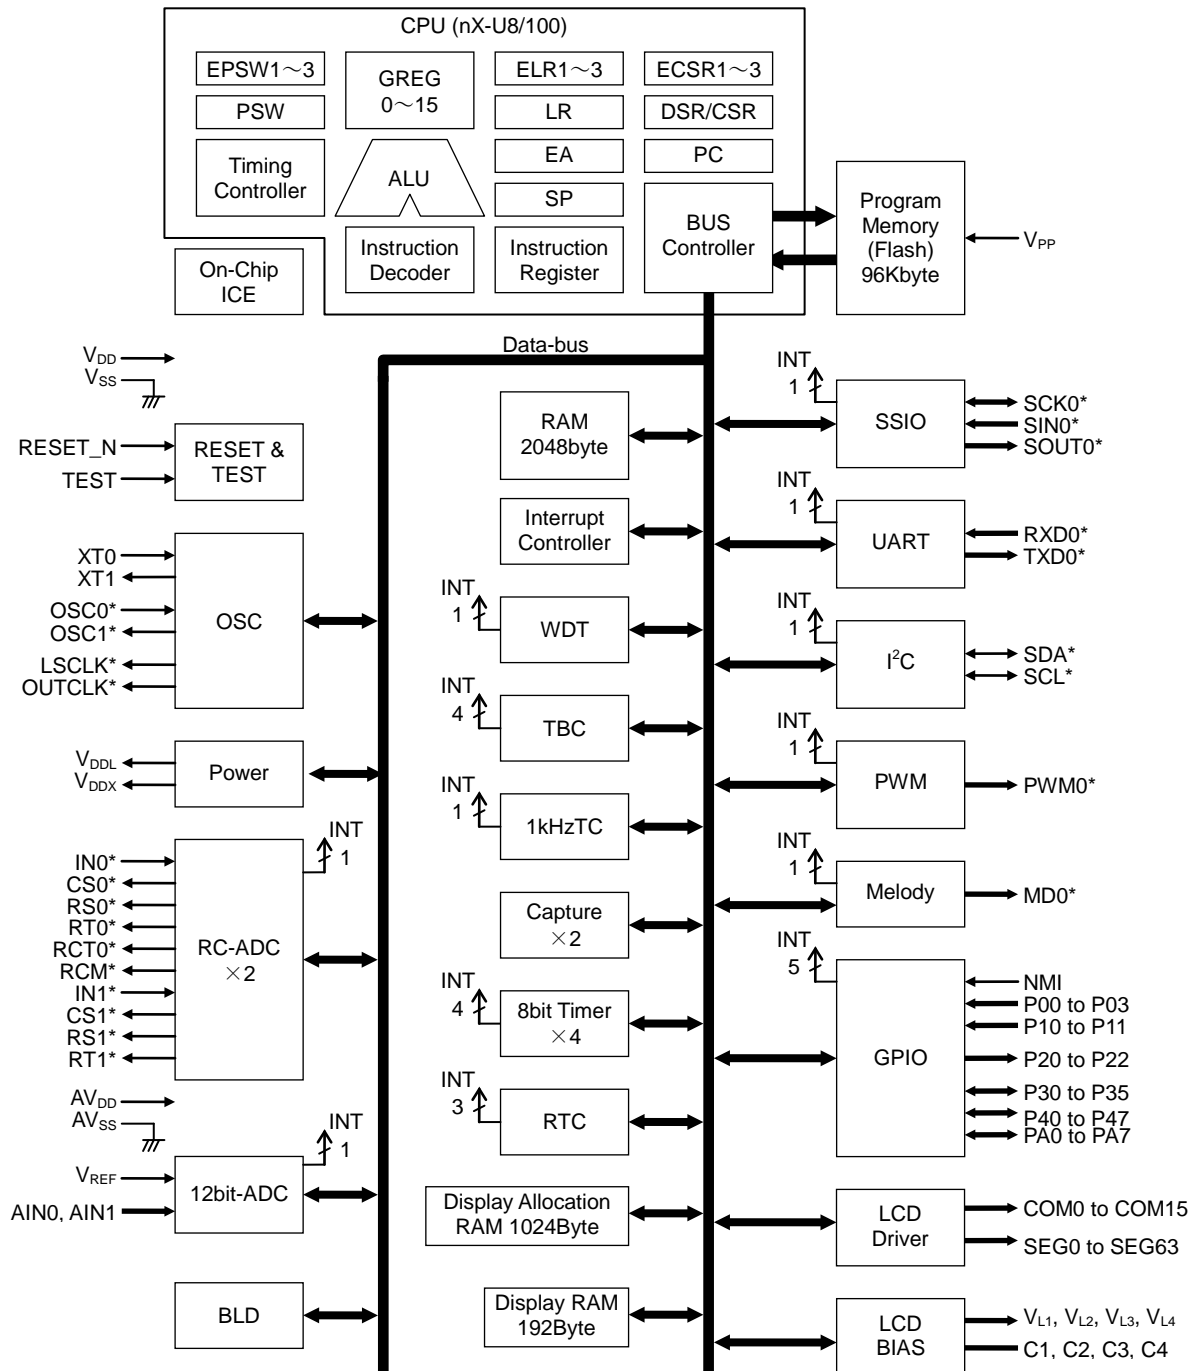 CPU (nX-U8/100)
EPSW1～3
GREG
0～15
ELR1～3
ECSR1～3
PSW
LR
DSR/CSR
Timing
Controller
ALU
EA
PC
SP
BUS
Controller
Program
Memory
(Flash)
96Kbyte
VPP
On-Chip
ICE
Instruction
Decoder
Instruction
Register
Data-bus
VDD
VSS
RESET_N
TEST
RESET &
TEST
XT0
XT1
OSC0*
OSC1*
LSCLK*
OUTCLK*
OSC
VDDL
VDDX
Power
INT
1
IN0*
CS0*
RS0*
RT0*
RCT0*
RCM*
IN1*
CS1*
RS1*
RT1*
RC-ADC
×2
AVDD
AVSS
INT
1
VREF
AIN0, AIN1
12bit-ADC
BLD
RAM
2048byte
Interrupt
Controller
INT
1
WDT
INT
4
TBC
INT
1
1kHzTC
Capture
×2
INT
4
8bit Timer
×4
INT
3
RTC
Display Allocation
RAM 1024Byte
Display RAM
192Byte
INT
1
SSIO
SCK0*
SIN0*
SOUT0*
INT
1
UART
RXD0*
TXD0*
INT
1
I²C
SDA*
SCL*
INT
1
PWM
PWM0*
INT
1
Melody
MD0*
INT
5
GPIO
NMI
P00 to P03
P10 to P11
P20 to P22
P30 to P35
P40 to P47
PA0 to PA7
LCD
Driver
COM0 to COM15
SEG0 to SEG63
LCD
BIAS
VL1, VL2, VL3, VL4
C1, C2, C3, C4